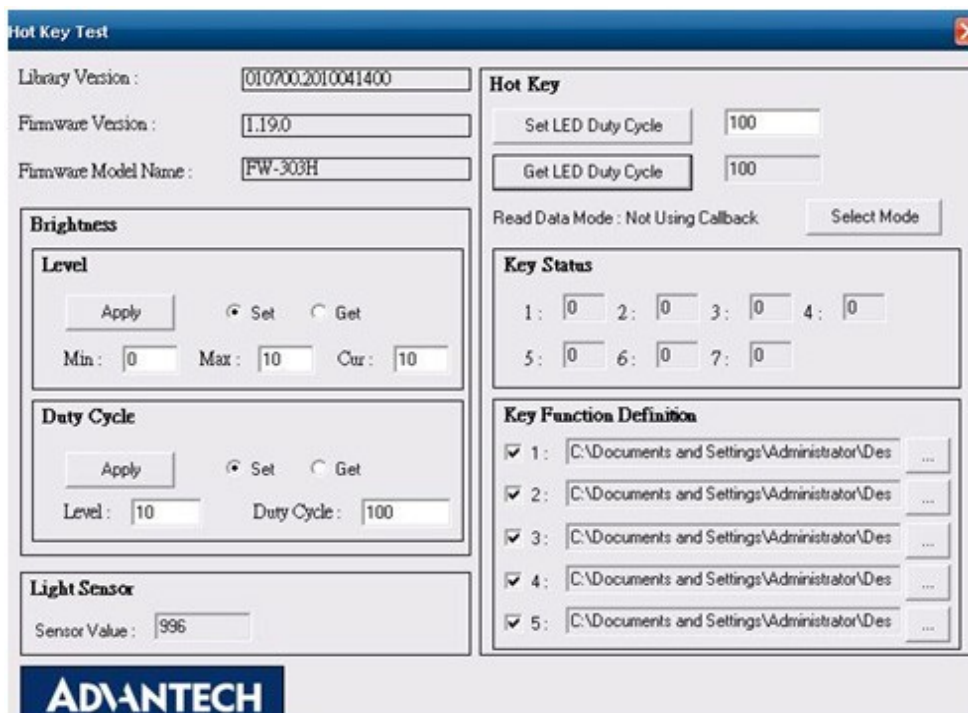 Hot Key Test
Library Version : 010700.2010041400
Firmware Version : 1.19.0
Firmware Model Name : FW-303H
Brightness
Level
Apply Set Get
Min : 0 Max : 10 Cur : 10
Duty Cycle
Apply Set Get
Level : 10 Duty Cycle : 100
Light Sensor
Sensor Value : 996
Hot Key
Set LED Duty Cycle 100
Get LED Duty Cycle 100
Read Data Mode : Not Using Callback Select Mode
Key Status
1 : 0 2 : 0 3 : 0 4 : 0
5 : 0 6 : 0 7 : 0
Key Function Definition
1 : C:\Documents and Settings\Administrator\Des ...
2 : C:\Documents and Settings\Administrator\Des ...
3 : C:\Documents and Settings\Administrator\Des ...
4 : C:\Documents and Settings\Administrator\Des ...
5 : C:\Documents and Settings\Administrator\Des ...
ADVANTECH